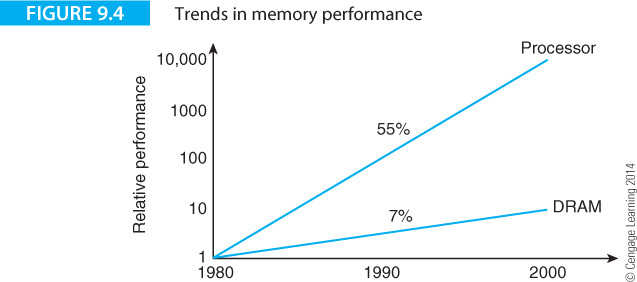 FIGURE 9.4 Trends in memory performance
Processor
10,000
1000
100
10
1
Relative performance
55%
7%
DRAM
1980 1990 2000
© Cengage Learning 2014